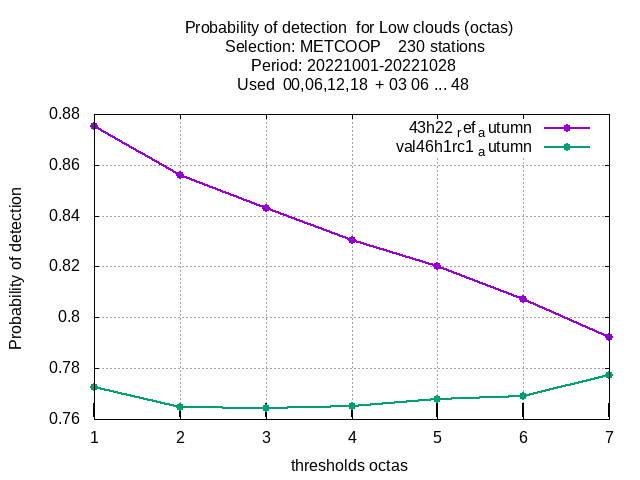 Probability of detection  for Low clouds (octas)
Selection: METCOOP    230 stations
Period: 20221001-20221028
Used  00,06,12,18  + 03 06 ... 48
43h22 ref a utumn
val46h1rc1 a utumn
0.88
0.86
0.84
0.82
0.8
0.78
0.76
Probability of detection
1 2 3 4 5 6 7
thresholds octas